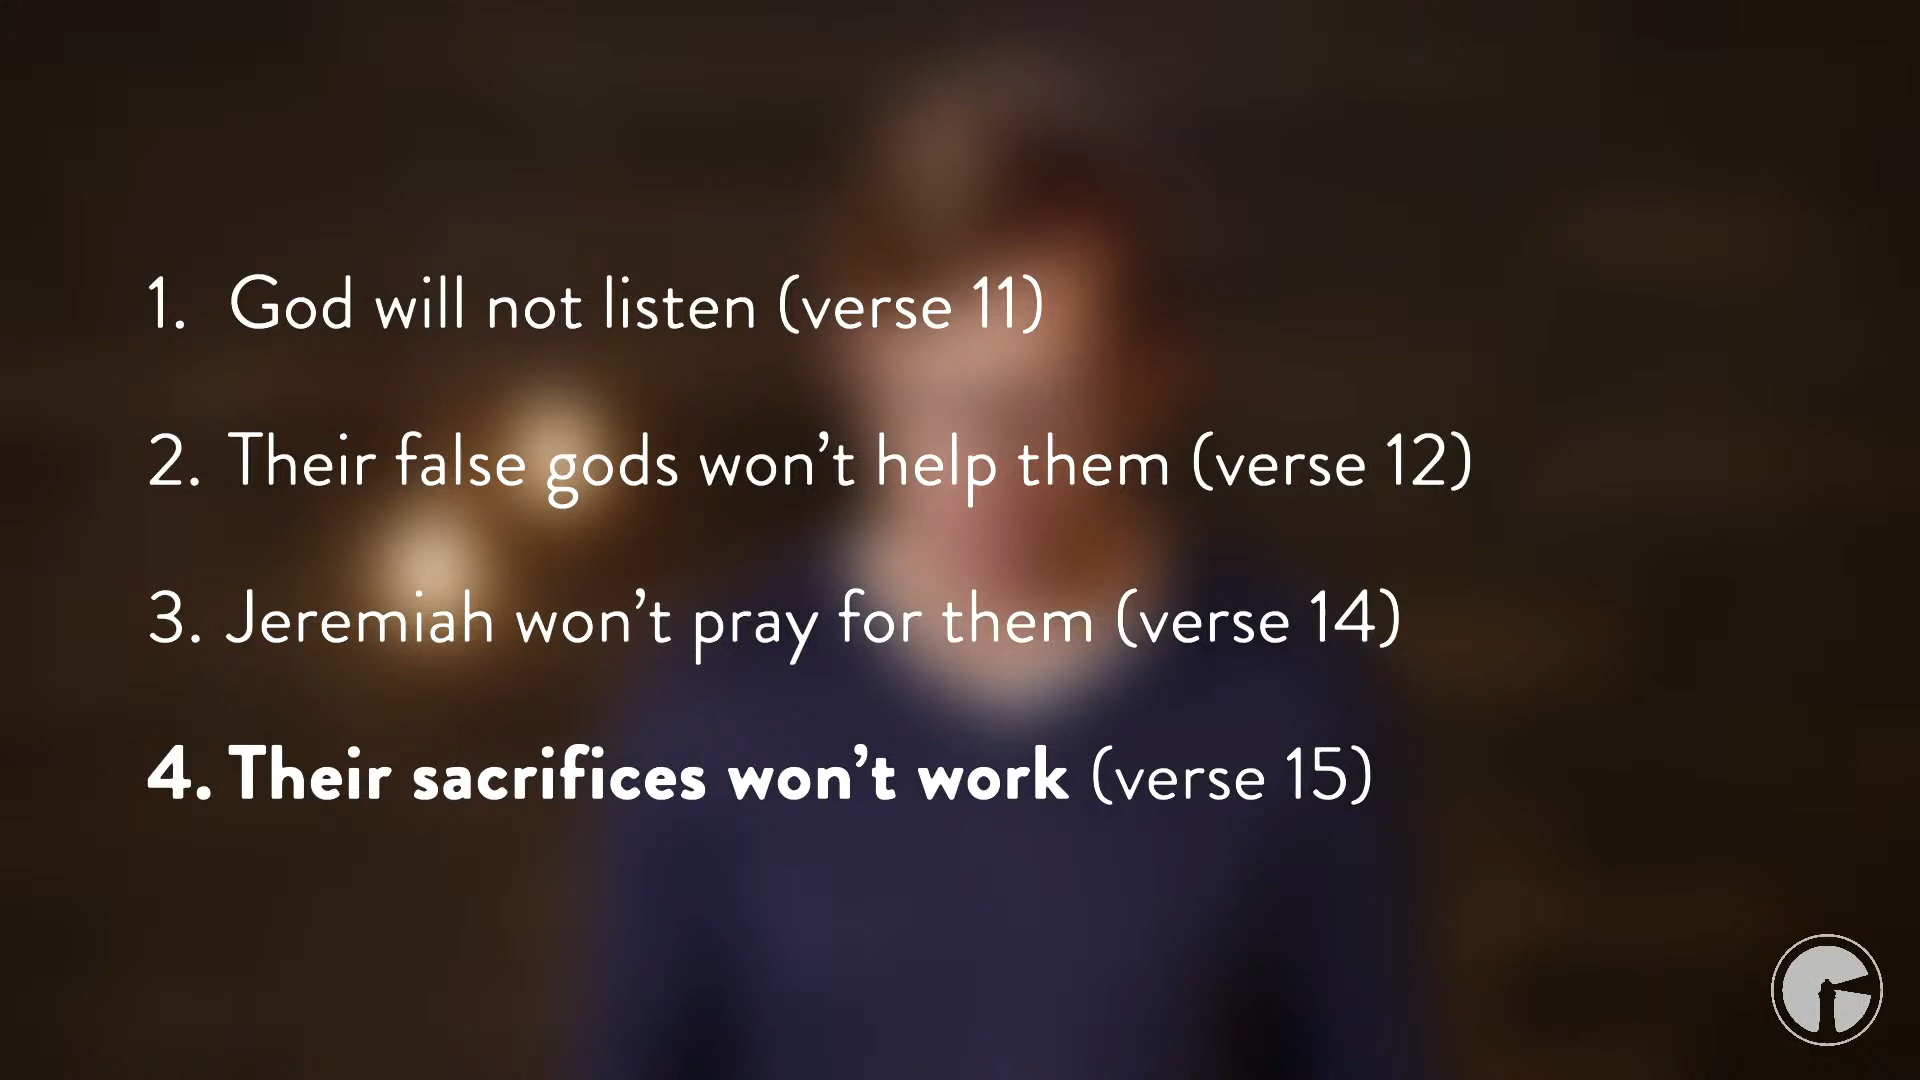 1. God will not listen (verse 11)
2. Their false gods won’t help them (verse 12)
3. Jeremiah won’t pray for them (verse 14)
4. Their sacrifices won’t work (verse 15)